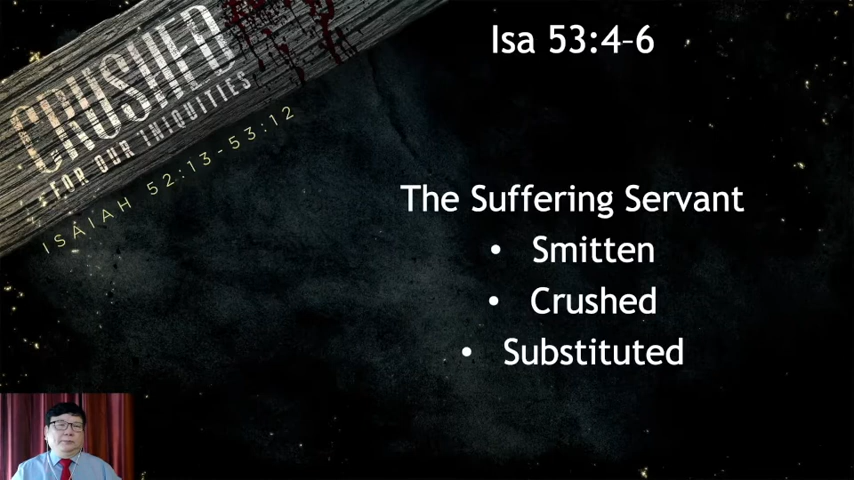 CRUSHED
FOR OUR INIQUITIES
ISAIAH 52:13-53:12
Isa 53:4–6
The Suffering Servant
• Smitten
• Crushed
• Substituted